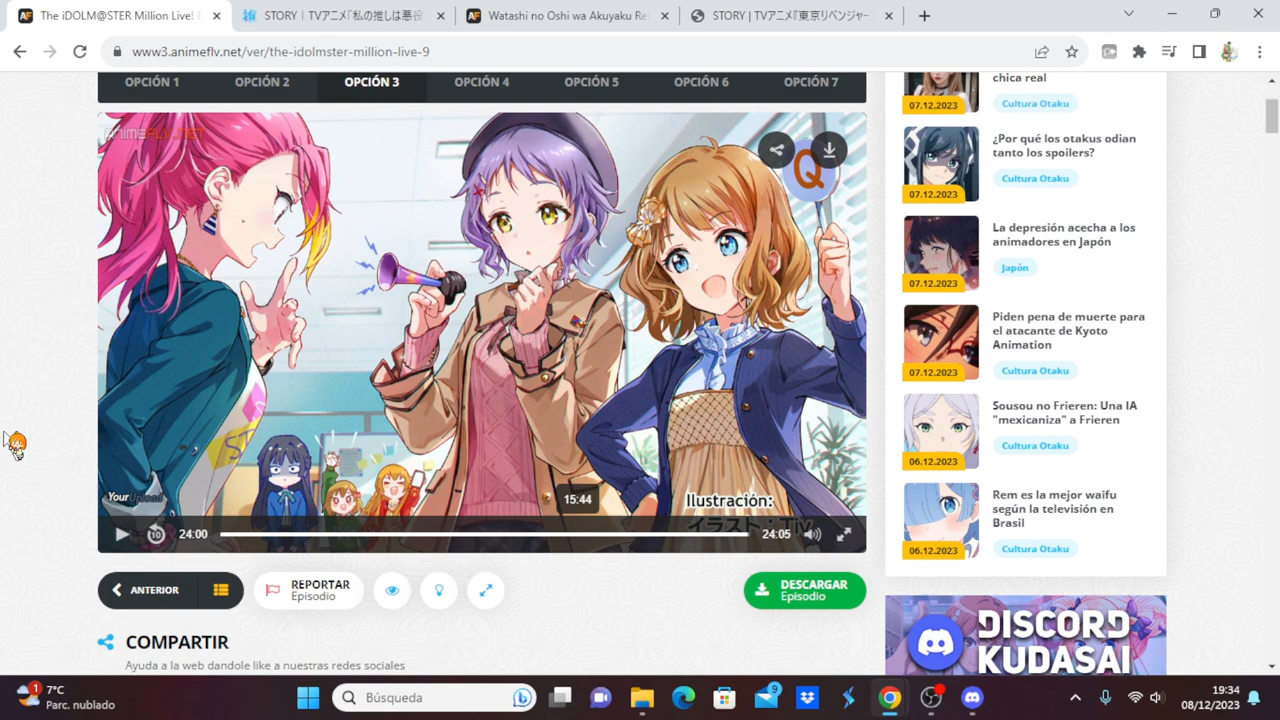 The iDOLM@STER Million Live! E
STORY | TVアニメ「私の推しは悪役
Watashi no Oshi wa Akuyaku Re
STORY | TVアニメ『東京リベンジャー
www3.animeflv.net/ver/the-idolmster-million-live-9
OPCIÓN 1
OPCIÓN 2
OPCIÓN 3
OPCIÓN 4
OPCIÓN 5
OPCIÓN 6
OPCIÓN 7
ANIMEFLV.NET
Q
YourUpload
15:44
Ilustración:
24:00
24:05
10
ANTERIOR
REPORTAR
Episodio
DESCARGAR
Episodio
COMPARTIR
Ayuda a la web dandole like a nuestras redes sociales
chica real
07.12.2023
Cultura Otaku
¿Por qué los otakus odian
tanto los spoilers?
Cultura Otaku
07.12.2023
La depresión acecha a los
animadores en Japón
Japón
07.12.2023
Piden pena de muerte para
el atacante de Kyoto
Animation
Cultura Otaku
07.12.2023
Sousou no Frieren: Una IA
"mexicaniza" a Frieren
Cultura Otaku
06.12.2023
Rem es la mejor waifu
según la televisión en
Brasil
Cultura Otaku
06.12.2023
DISCORD
KUDASAI
1
7°C
Parc. nublado
Búsqueda
9
19:34
08/12/2023